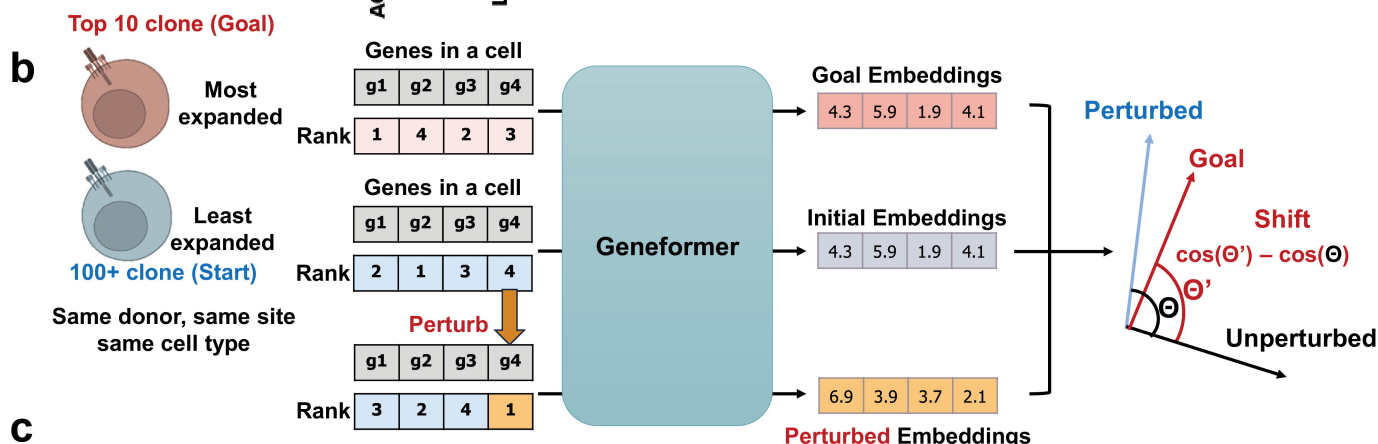 b
Top 10 clone (Goal)
Most
expanded
Least
expanded
100+ clone (Start)
Same donor, same site
same cell type
Genes in a cell
g1 g2 g3 g4
Rank 1 4 2 3
Genes in a cell
g1 g2 g3 g4
Rank 2 1 3 4
Perturb
g1 g2 g3 g4
Rank 3 2 4 1
Geneformer
Goal Embeddings
4.3 5.9 1.9 4.1
Initial Embeddings
4.3 5.9 1.9 4.1
6.9 3.9 3.7 2.1
Perturbed Embeddings
Perturbed
Goal
Shift
cos(Θ’) – cos(Θ)
Θ’
Θ
Unperturbed
c